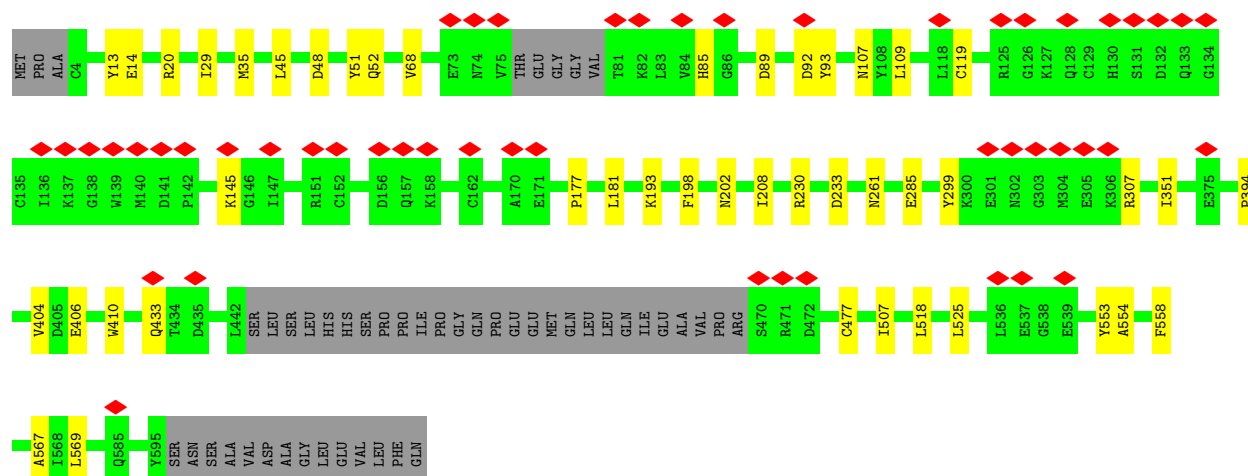 MET PRO ALA C4 Y13 E14 R20 I29 M35 L45 D48 Y51 Q52 V68 E73 N74 V75 THR GLU GLY GLY VAL T81 K82 L83 V84 H85 G86 D89 D92 Y93 N107 Y108 L109 L118 C119 R125 G126 K127 Q128 C129 H130 S131 D132 Q133 G134
C135 I136 K137 G138 W139 M140 D141 P142 K145 G146 I147 R151 C152 D156 Q157 K158 C162 A170 E171 P177 L181 K193 F198 N202 I208 R230 D233 N261 E285 Y299 K300 E301 N302 G303 M304 E305 K306 R307 I351 E375 P394
V404 D405 E406 W410 Q433 T434 D435 L442 SER LEU SER LEU HIS HIS SER PRO PRO ILE PRO GLY GLN PRO GLU GLU MET GLN LEU LEU GLN ILE GLU ALA VAL PRO ARG S470 R471 D472 C477 I507 L518 L525 L536 E537 G538 E539 Y553 A554 F558
A567 I568 L569 Q585 Y595 SER ASN SER ALA VAL ASP ALA GLY LEU GLU VAL LEU PHE GLN